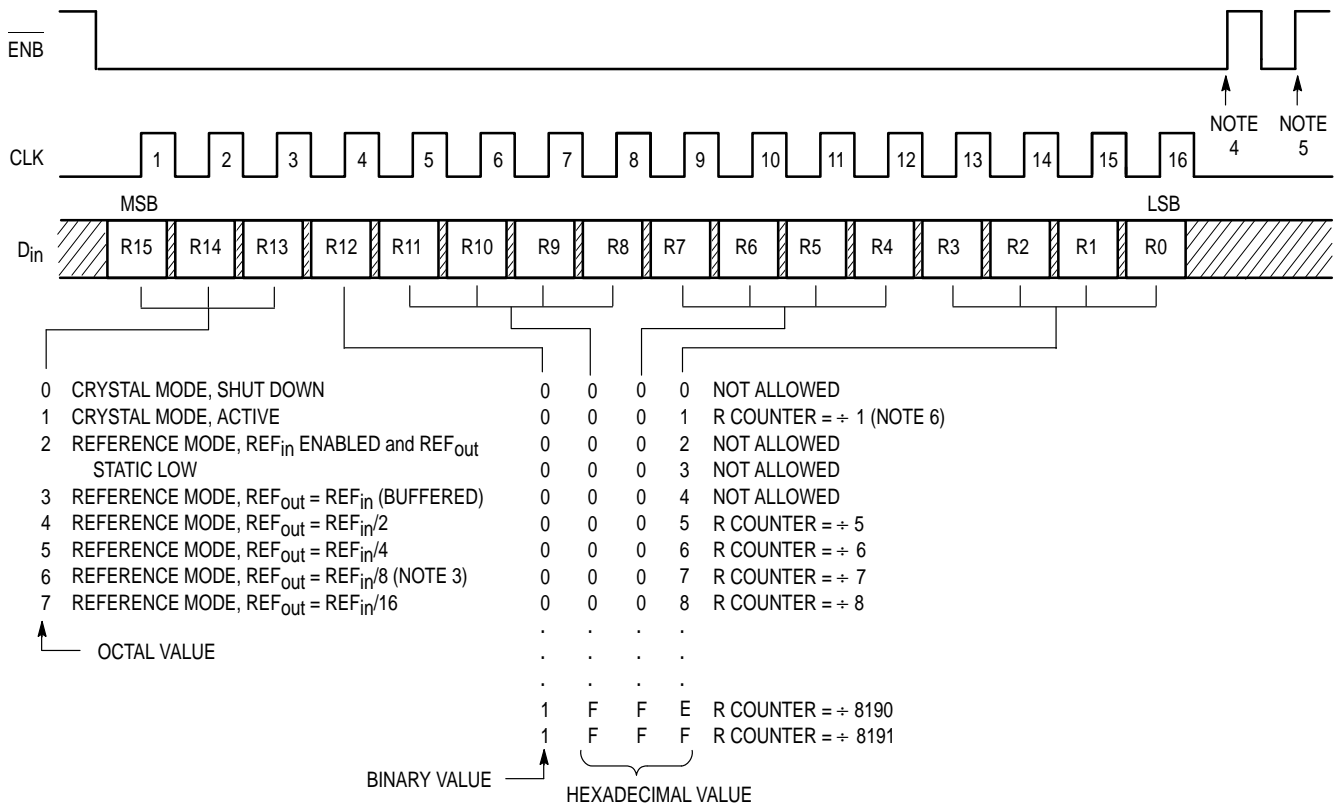 ENB
NOTE 4
NOTE 5
CLK
1 2 3 4 5 6 7 8 9 10 11 12 13 14 15 16
MSB
LSB
Din
R15 R14 R13 R12 R11 R10 R9 R8 R7 R6 R5 R4 R3 R2 R1 R0
0 CRYSTAL MODE, SHUT DOWN
1 CRYSTAL MODE, ACTIVE
2 REFERENCE MODE, REFin ENABLED and REFout
STATIC LOW
3 REFERENCE MODE, REFout = REFin (BUFFERED)
4 REFERENCE MODE, REFout = REFin/2
5 REFERENCE MODE, REFout = REFin/4
6 REFERENCE MODE, REFout = REFin/8 (NOTE 3)
7 REFERENCE MODE, REFout = REFin/16
OCTAL VALUE
0 0 0 0 NOT ALLOWED
0 0 0 1 R COUNTER = ÷ 1 (NOTE 6)
0 0 0 2 NOT ALLOWED
0 0 0 3 NOT ALLOWED
0 0 0 4 NOT ALLOWED
0 0 0 5 R COUNTER = ÷ 5
0 0 0 6 R COUNTER = ÷ 6
0 0 0 7 R COUNTER = ÷ 7
0 0 0 8 R COUNTER = ÷ 8
. . . .
. . . .
. . . .
1 F F E R COUNTER = ÷ 8190
1 F F F R COUNTER = ÷ 8191
BINARY VALUE
HEXADECIMAL VALUE